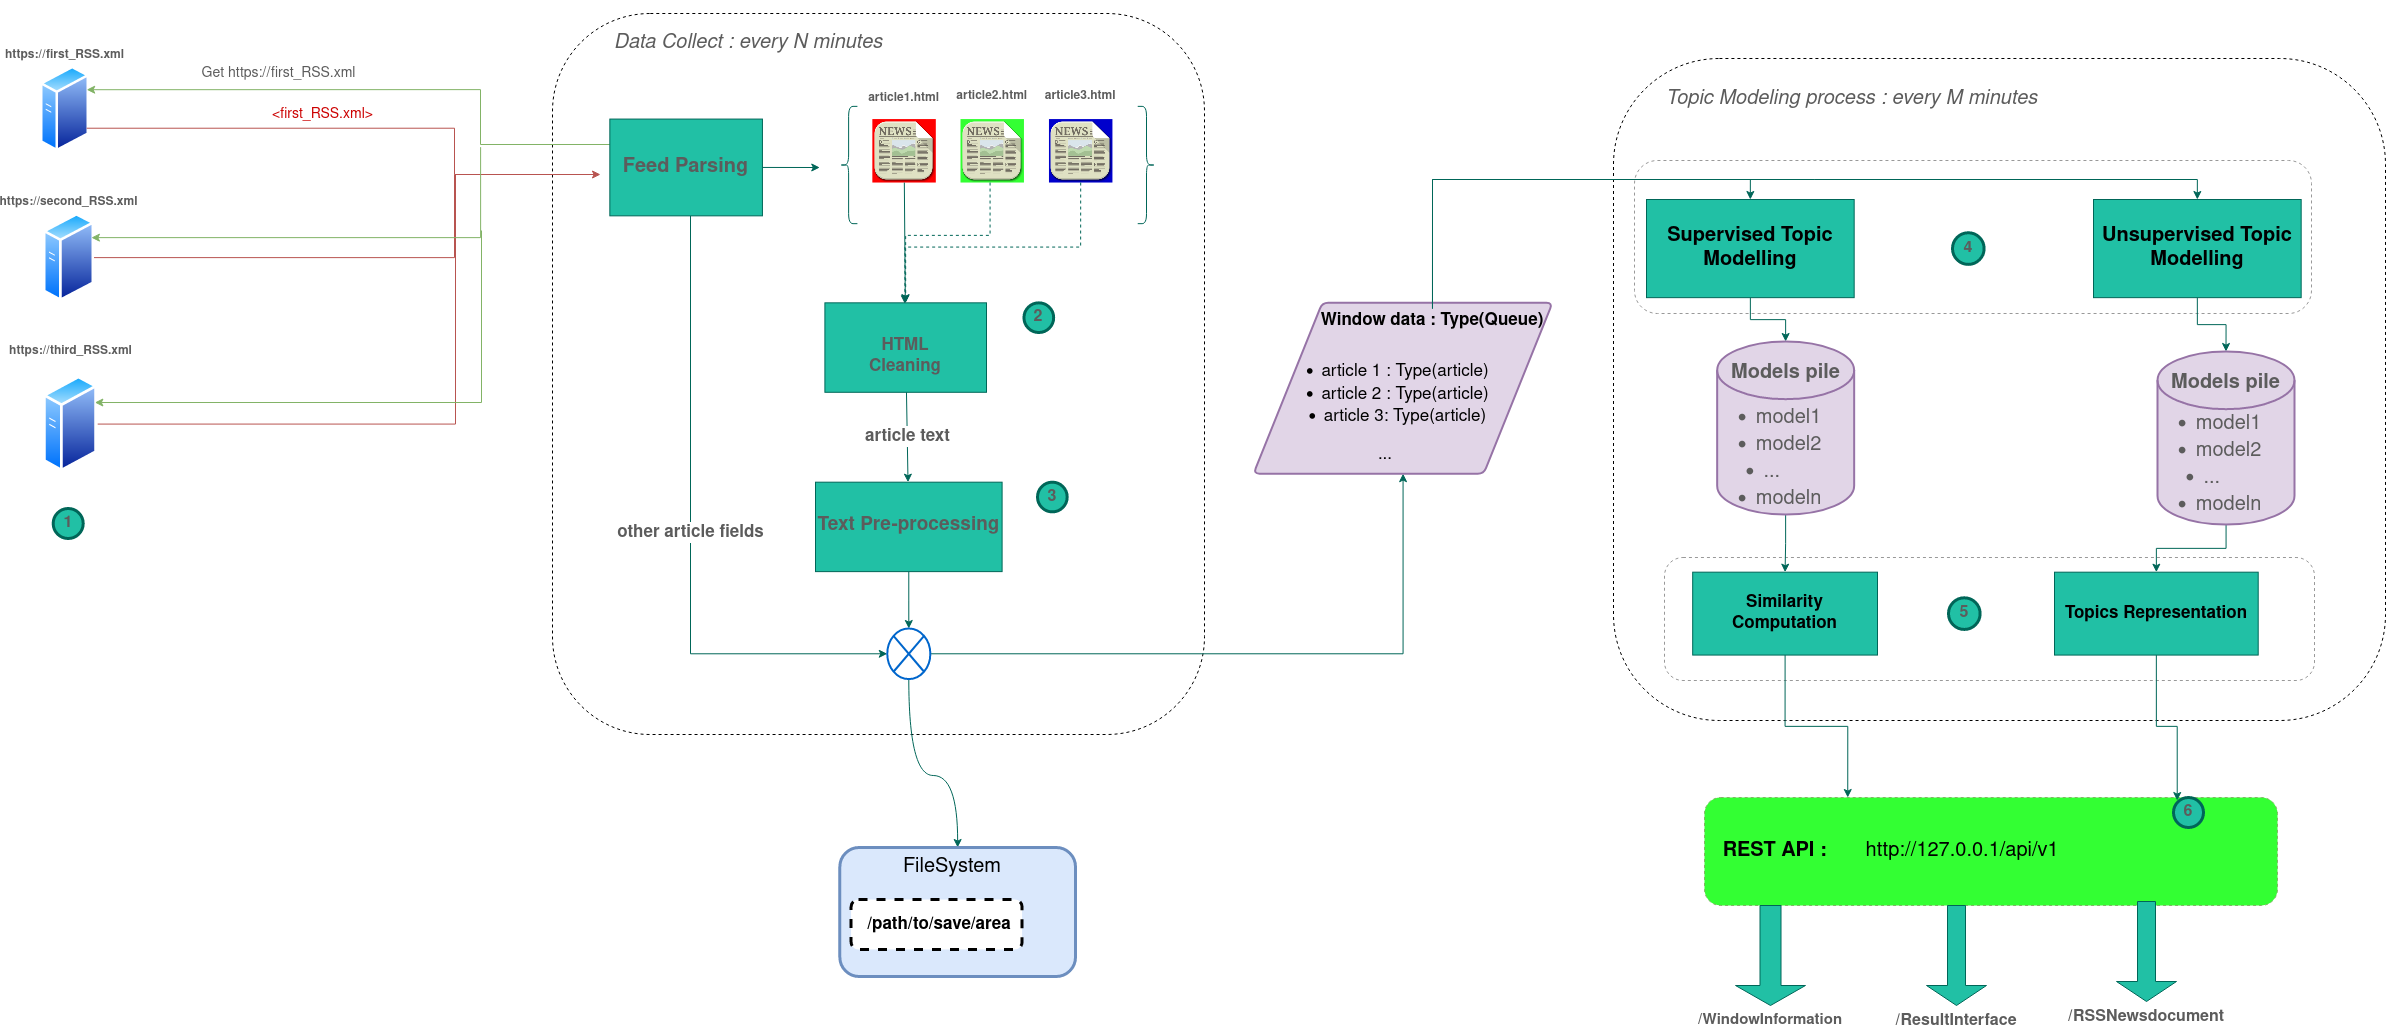 https://first_RSS.xml
Get https://first_RSS.xml
<first_RSS.xml>
https://second_RSS.xml
https://third_RSS.xml
1
Data Collect : every N minutes
Feed Parsing
article1.html
article2.html
article3.html
NEWS
NEWS
NEWS
HTML
Cleaning
2
article text
Text Pre-processing
3
other article fields
FileSystem
/path/to/save/area
Window data : Type(Queue)
• article 1 : Type(article)
• article 2 : Type(article)
• article 3: Type(article)
...
Topic Modeling process : every M minutes
Supervised Topic
Modelling
4
Unsupervised Topic
Modelling
Models pile
• model1
• model2
• ...
• modeln
Models pile
• model1
• model2
• ...
• modeln
Similarity
Computation
5
Topics Representation
6
REST API : http://127.0.0.1/api/v1
/WindowInformation
/ResultInterface
/RSSNewsdocument